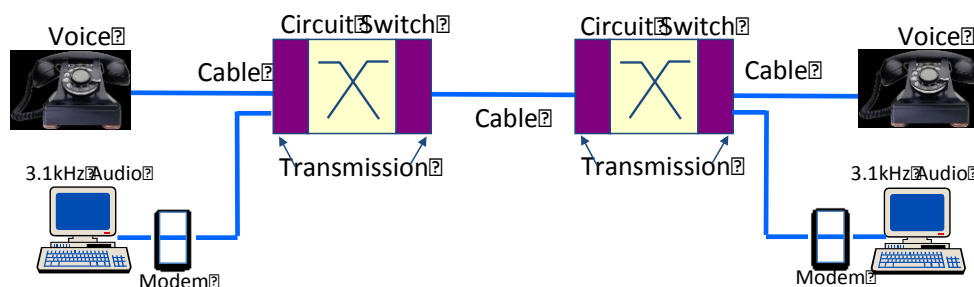 Voice�
Circuit� Switch�
Circuit� Switch�
Voice�
Cable�
Cable�
Cable�
Transmission�
Transmission�
3.1kHz� Audio�
3.1kHz� Audio�
Modem�
Modem�